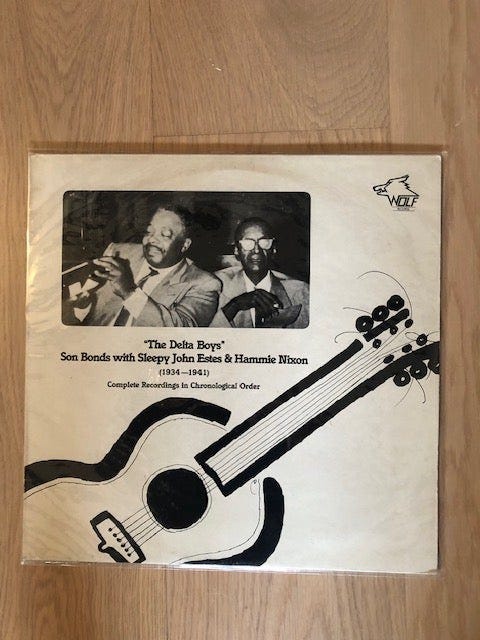 WOLF
RECORDS
"The Delta Boys"
Son Bonds with Sleepy John Estes & Hammie Nixon
(1934—1941)
Complete Recordings in Chronological Order